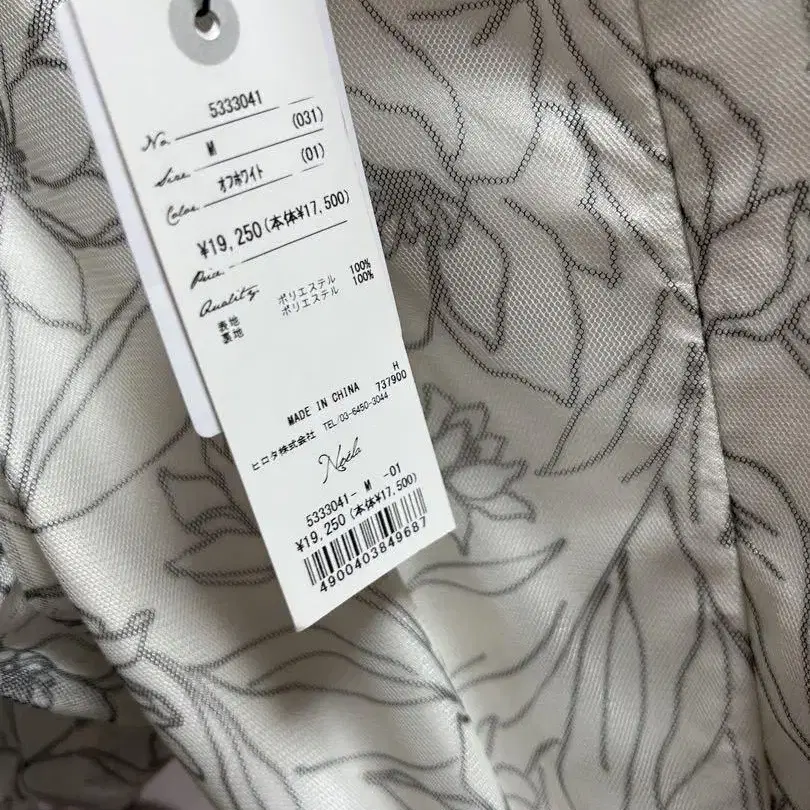 No. 5333041
Size M (031)
Color オフホワイト (01)
¥19,250(本体¥17,500)
Price
Quality
表地 ポリエステル 100%
裏地 ポリエステル 100%
H
MADE IN CHINA 737900
ヒロタ株式会社 TEL/03-6450-3044
Noela
5333041- M -01
¥19,250(本体¥17,500)
4900403849687